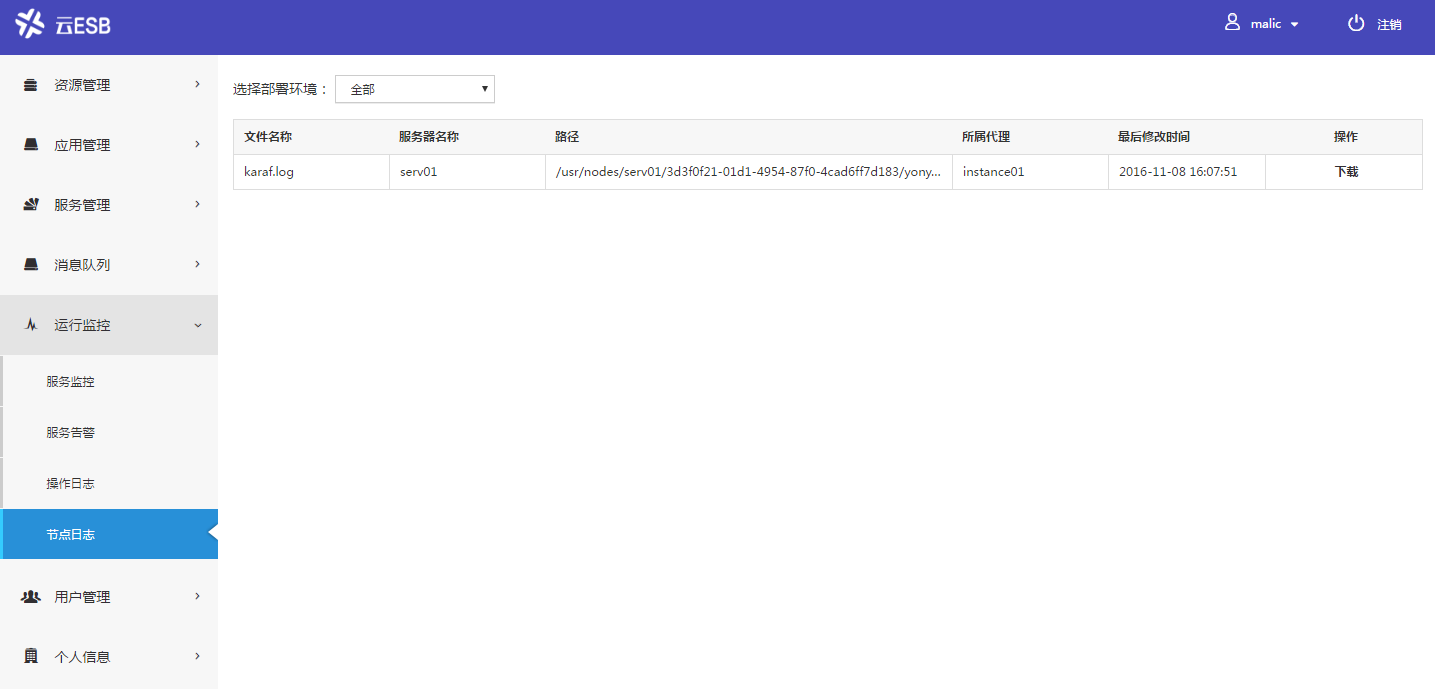 云ESB
malic
注销
资源管理
应用管理
服务管理
消息队列
运行监控
服务监控
服务告警
操作日志
节点日志
用户管理
个人信息
选择部署环境： 全部
文件名称 服务器名称 路径 所属代理 最后修改时间 操作
karaf.log serv01 /usr/nodes/serv01/3d3f0f21-01d1-4954-87f0-4cad6ff7d183/yony... instance01 2016-11-08 16:07:51 下载